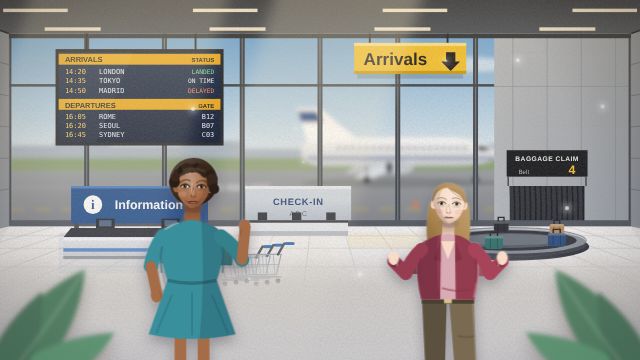 ARRIVALS STATUS
14:20 LONDON LANDED
14:35 TOKYO ON TIME
14:50 MADRID DELAYED
DEPARTURES GATE
16:05 ROME B12
16:20 SEOUL B07
16:45 SYDNEY C03
Arrivals
BAGGAGE CLAIM
Belt 4
i Information
CHECK-IN